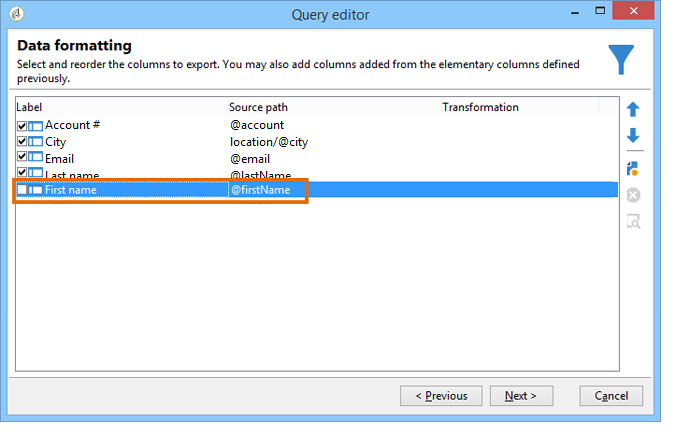 Query editor
Data formatting
Select and reorder the columns to export. You may also add columns added from the elementary columns defined
previously.
Label Source path Transformation
Account # @account
City location/@city
Email @email
Last name @lastName
First name @firstName
< Previous Next > Cancel